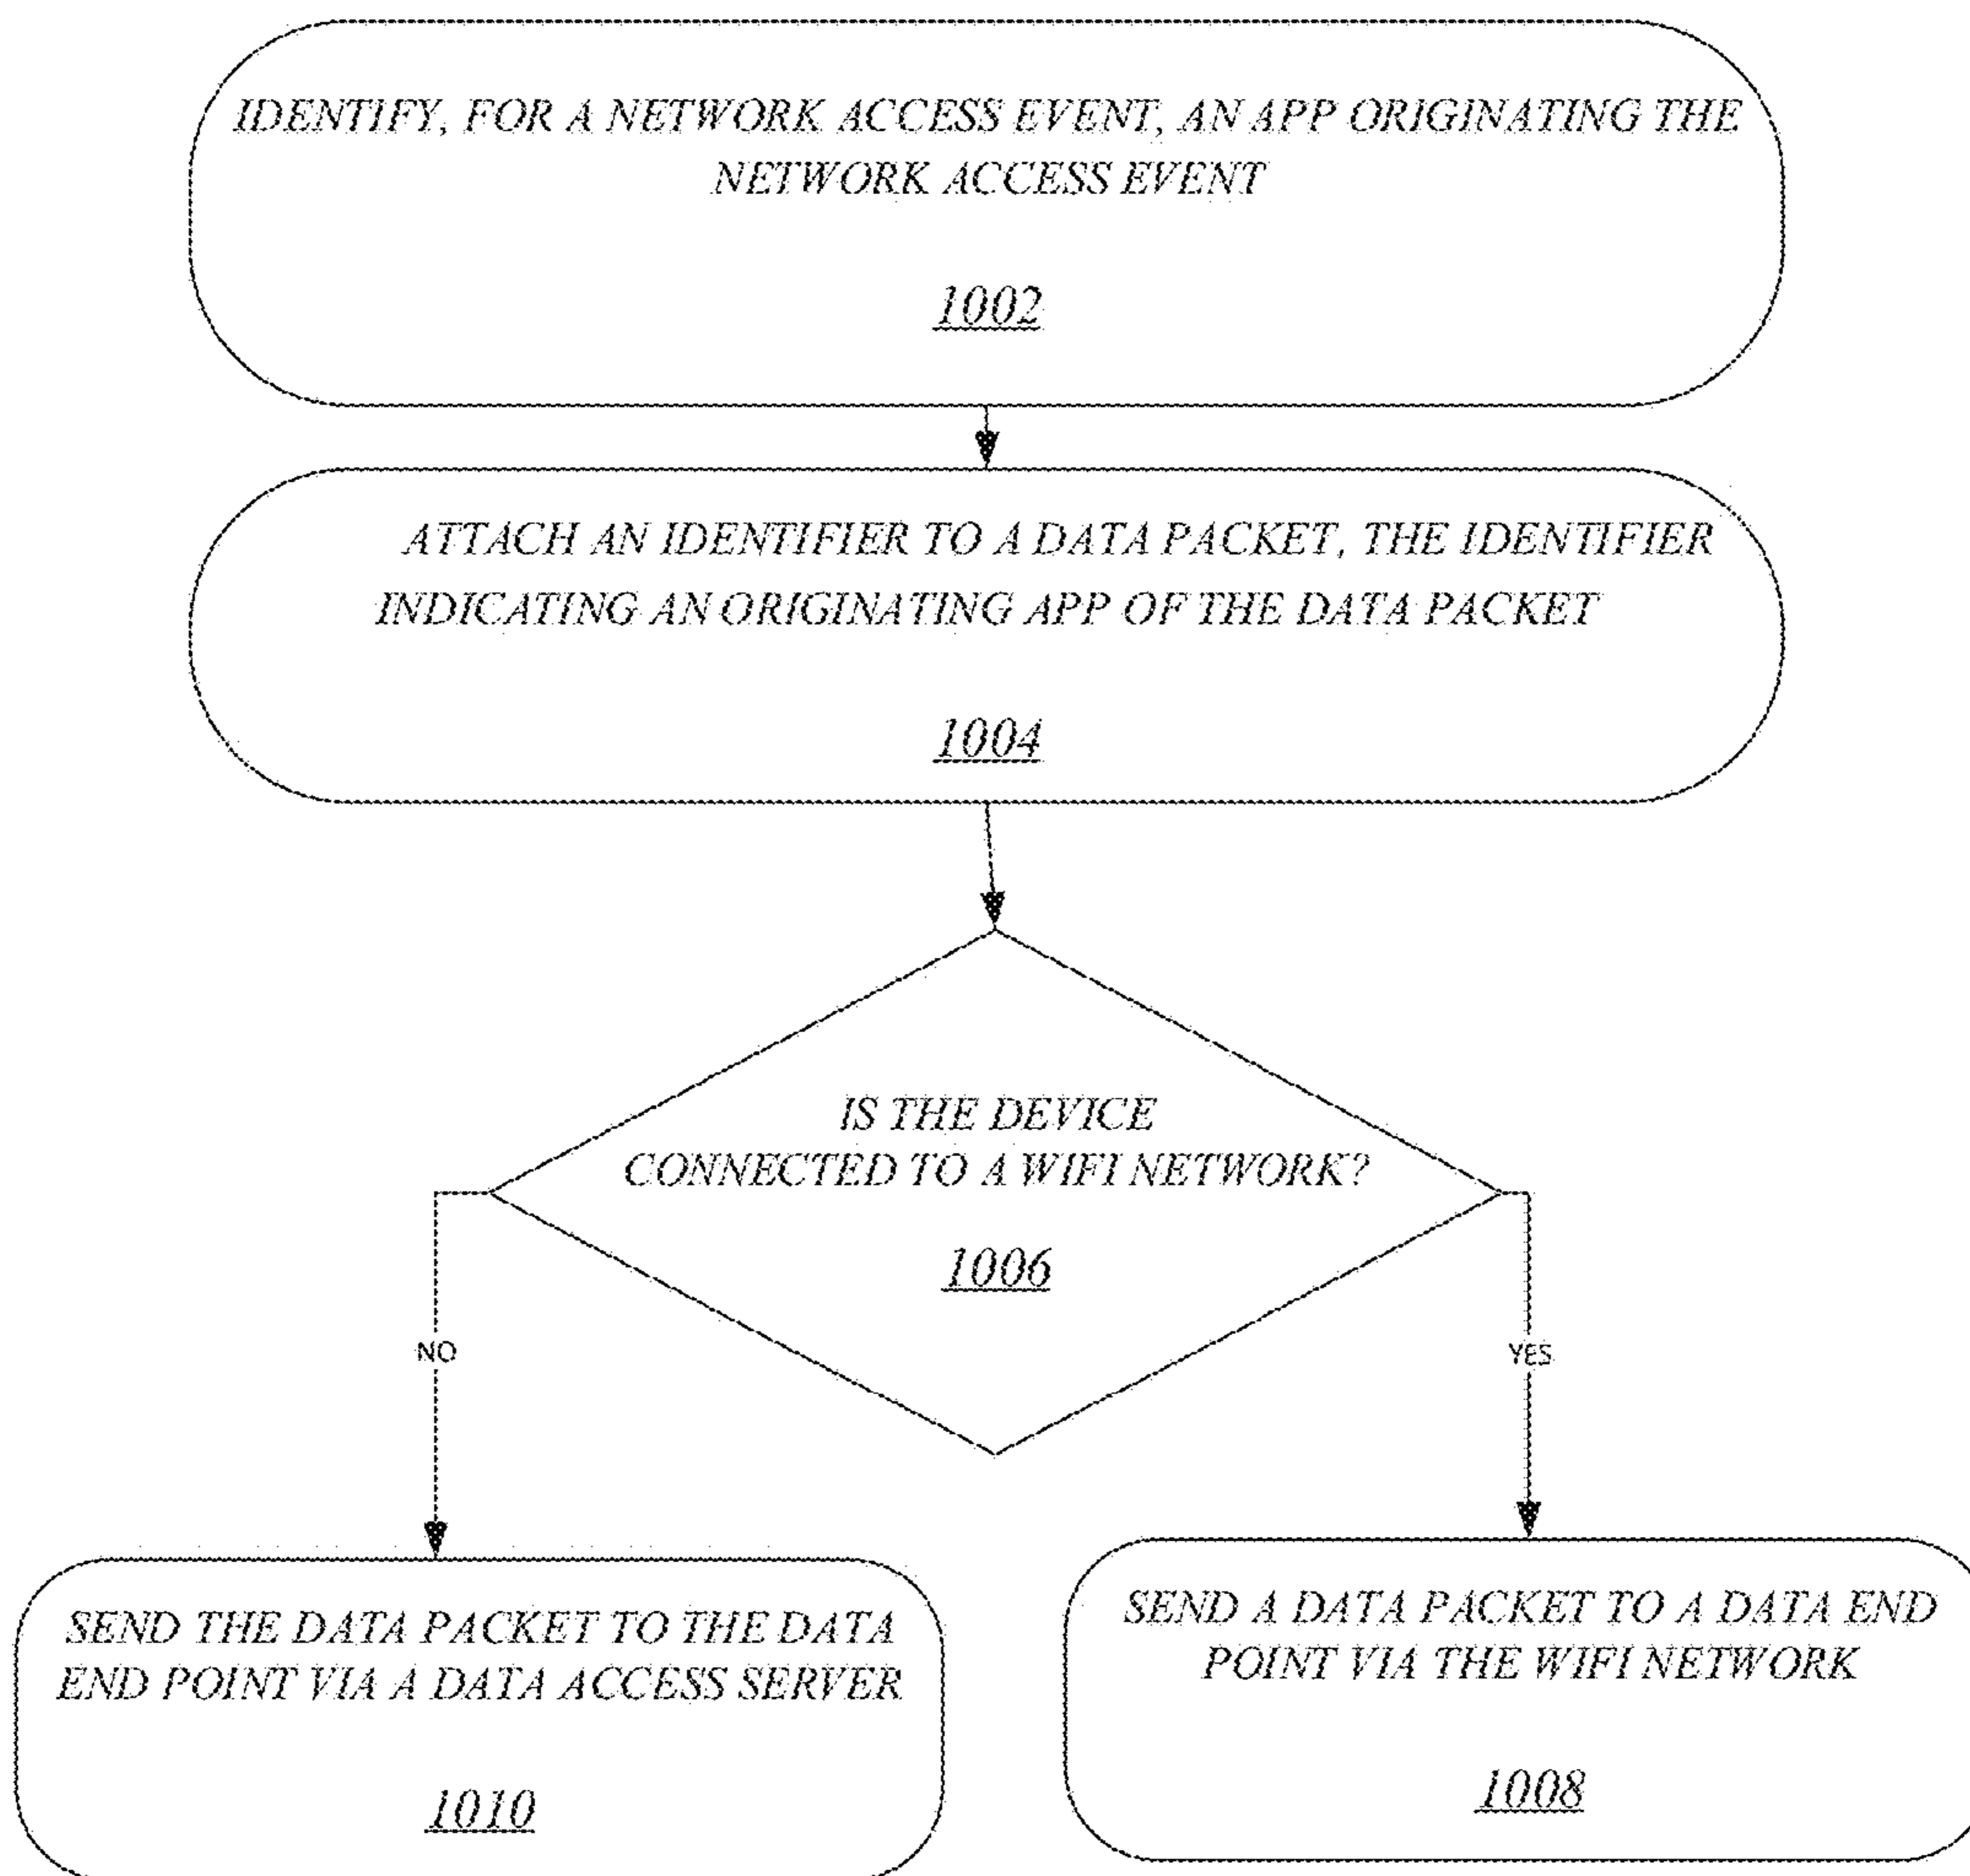 IDENTIFY, FOR A NETWORK ACCESS EVENT, AN APP ORIGINATING THE
NETWORK ACCESS EVENT
1002
ATTACH AN IDENTIFIER TO A DATA PACKET, THE IDENTIFIER
INDICATING AN ORIGINATING APP OF THE DATA PACKET
1004
IS THE DEVICE
CONNECTED TO A WIFI NETWORK?
1006
NO
YES
SEND THE DATA PACKET TO THE DATA
END POINT VIA A DATA ACCESS SERVER
1010
SEND A DATA PACKET TO A DATA END
POINT VIA THE WIFI NETWORK
1008